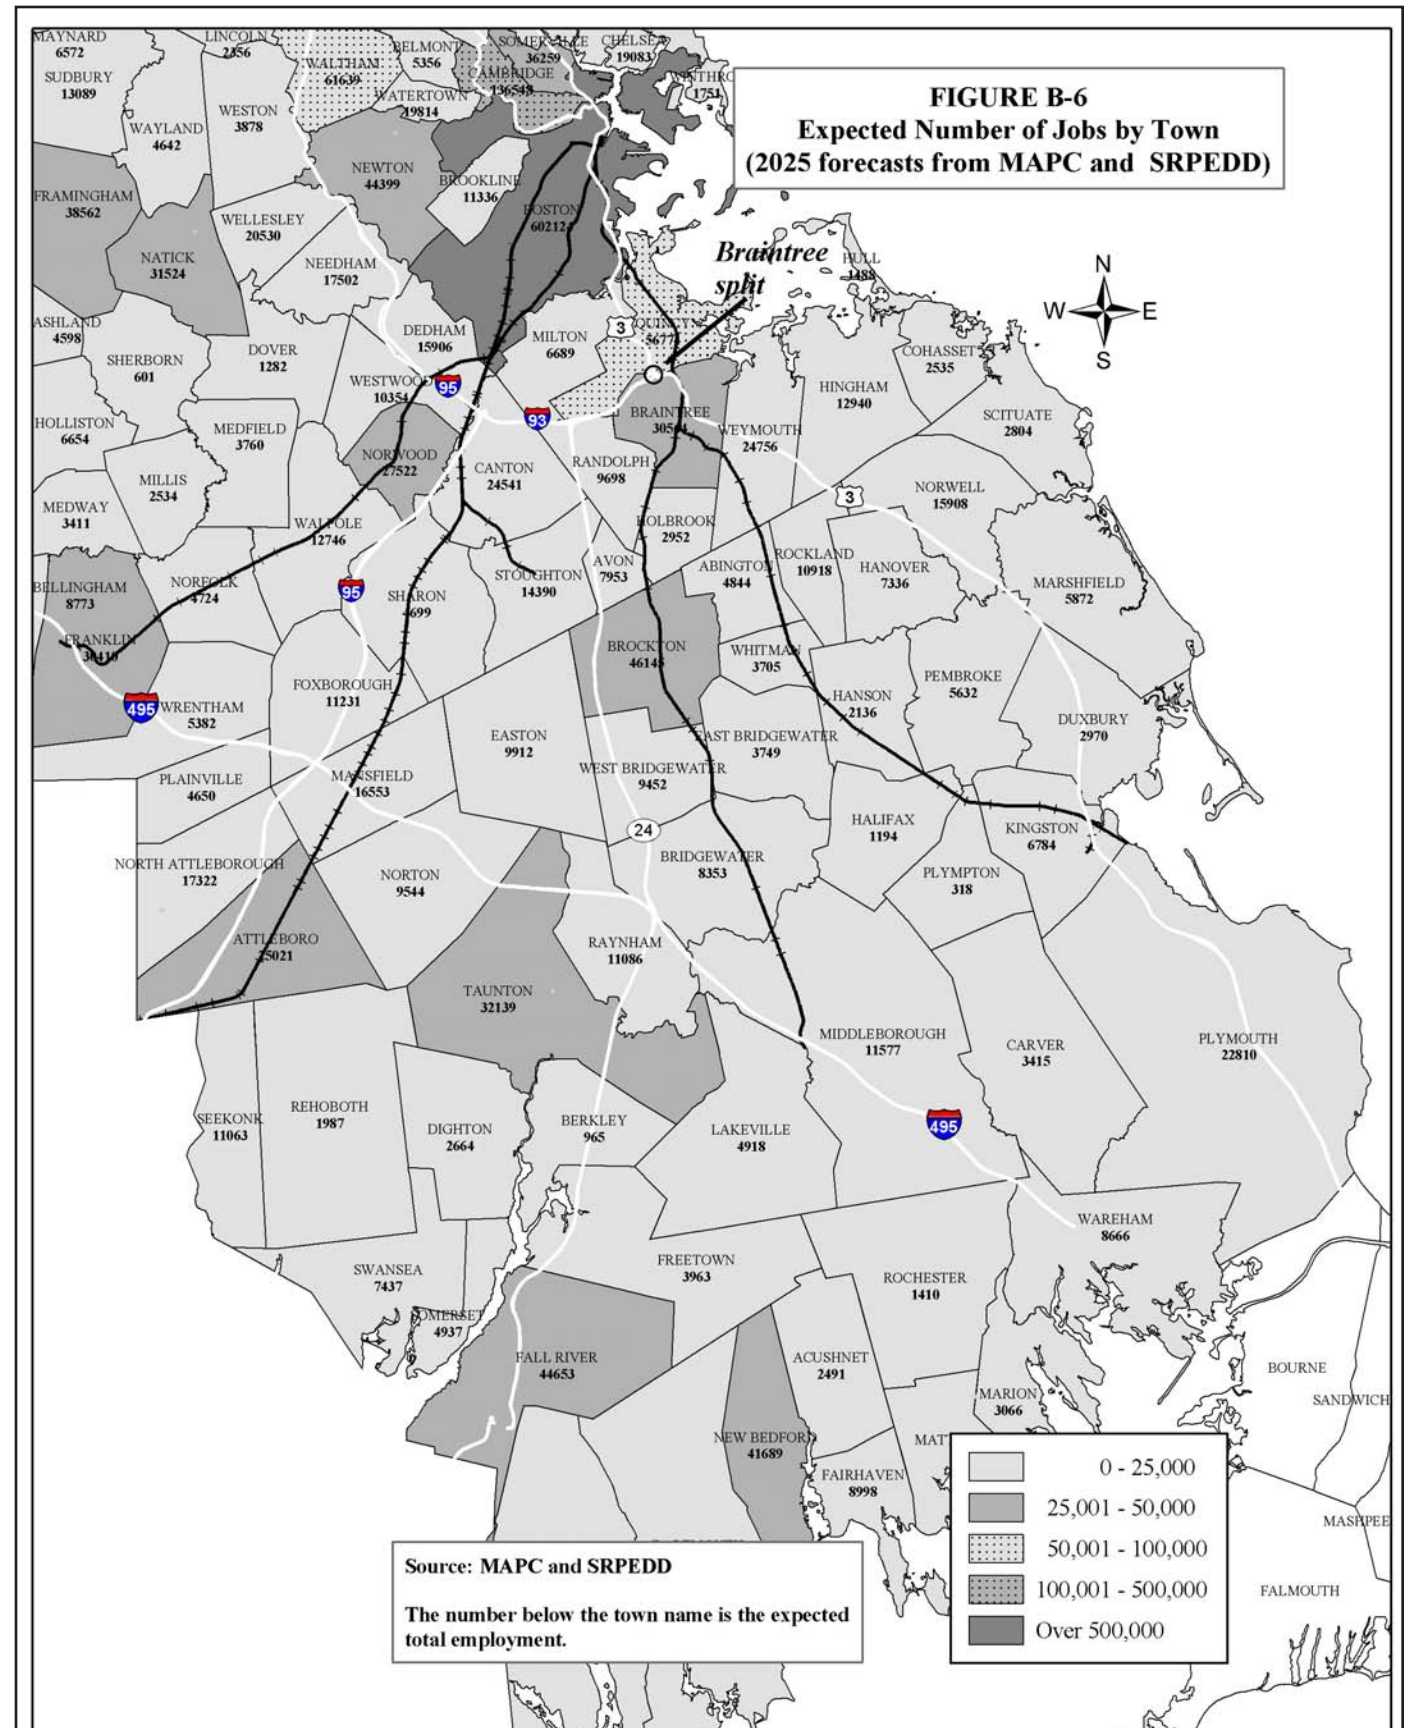 FIGURE B-6
Expected Number of Jobs by Town
(2025 forecasts from MAPC and SRPEDD)
MAYNARD
6572
LINCOLN
2356
SUDBURY
13089
WALTHAM
61639
BELMONT
5356
SOMERVILLE
36259
CHELSEA
19083
CAMBRIDGE
136548
WATERTOWN
19814
WINTHRO
1751
WESTON
3878
WAYLAND
4642
NEWTON
44399
BROOKLINE
11336
BOSTON
FRAMINGHAM
38562
NATICK
31524
WELLESLEY
20530
NEEDHAM
17502
Braintree
split
HULL
1488
N
W E
S
ASHLAND
4598
SHERBORN
601
DOVER
1282
DEDHAM
15906
MILTON
6689
3
QUINCY
COHASSET
2535
WESTWOOD
10354
95
93
HINGHAM
12940
SCITUATE
2804
HOLLISTON
6654
MEDFIELD
3760
NORWOOD
27522
BRAINTREE
WEYMOUTH
24756
MILLIS
2534
CANTON
24541
RANDOLPH
9698
MEDWAY
3411
WALPOLE
12746
HOLBROOK
2952
3
NORWELL
15908
BELLINGHAM
8773
NORFOLK
4724
95
SHARON
4699
STOUGHTON
14390
AVON
7953
ABINGTON
4844
ROCKLAND
10918
HANOVER
7336
MARSHFIELD
5872
FRANKLIN
BROCKTON
WHITMAN
3705
PEMBROKE
5632
495
WRENTHAM
5382
FOXBOROUGH
11231
HANSON
2136
DUXBURY
2970
EASTON
9912
EAST BRIDGEWATER
3749
PLAINVILLE
4650
MANSFIELD
16553
WEST BRIDGEWATER
9452
24
HALIFAX
1194
KINGSTON
6784
NORTH ATTLEBOROUGH
17322
NORTON
9544
BRIDGEWATER
8353
PLYMPTON
318
ATTLEBORO
25021
RAYNHAM
11086
TAUNTON
32139
MIDDLEBOROUGH
11577
CARVER
3415
PLYMOUTH
22810
SEEKONK
11063
REHOBOTH
1987
DIGHTON
2664
BERKLEY
965
LAKEVILLE
4918
495
WAREHAM
8666
SWANSEA
7437
FREETOWN
3963
ROCHESTER
1410
SOMERSET
4937
FALL RIVER
44653
ACUSHNET
2491
BOURNE
MARION
3066
SANDWICH
NEW BEDFORD
41689
MATT
FAIRHAVEN
8998
MASHPEE
FALMOUTH
0 - 25,000
25,001 - 50,000
50,001 - 100,000
100,001 - 500,000
Over 500,000
Source: MAPC and SRPEDD
The number below the town name is the expected
total employment.